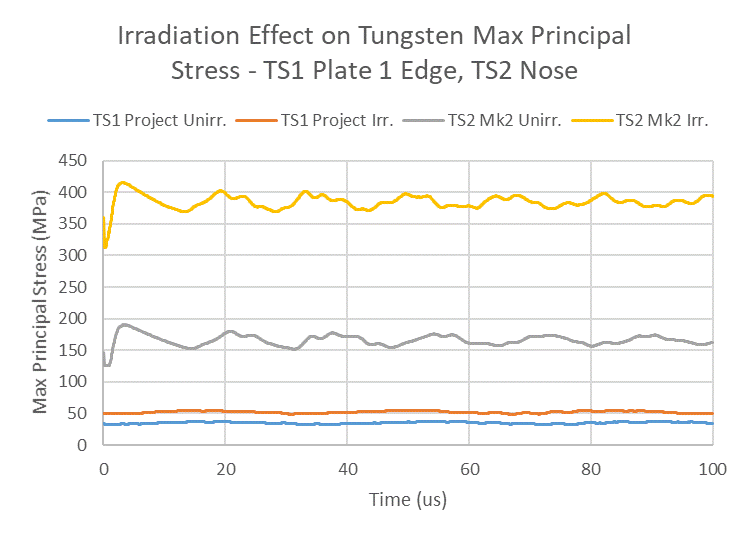 Irradiation Effect on Tungsten Max Principal
Stress - TS1 Plate 1 Edge, TS2 Nose
TS1 Project Unirr. TS1 Project Irr. TS2 Mk2 Unirr. TS2 Mk2 Irr.
Max Principal Stress (MPa)
450
400
350
300
250
200
150
100
50
0
0 20 40 60 80 100
Time (us)